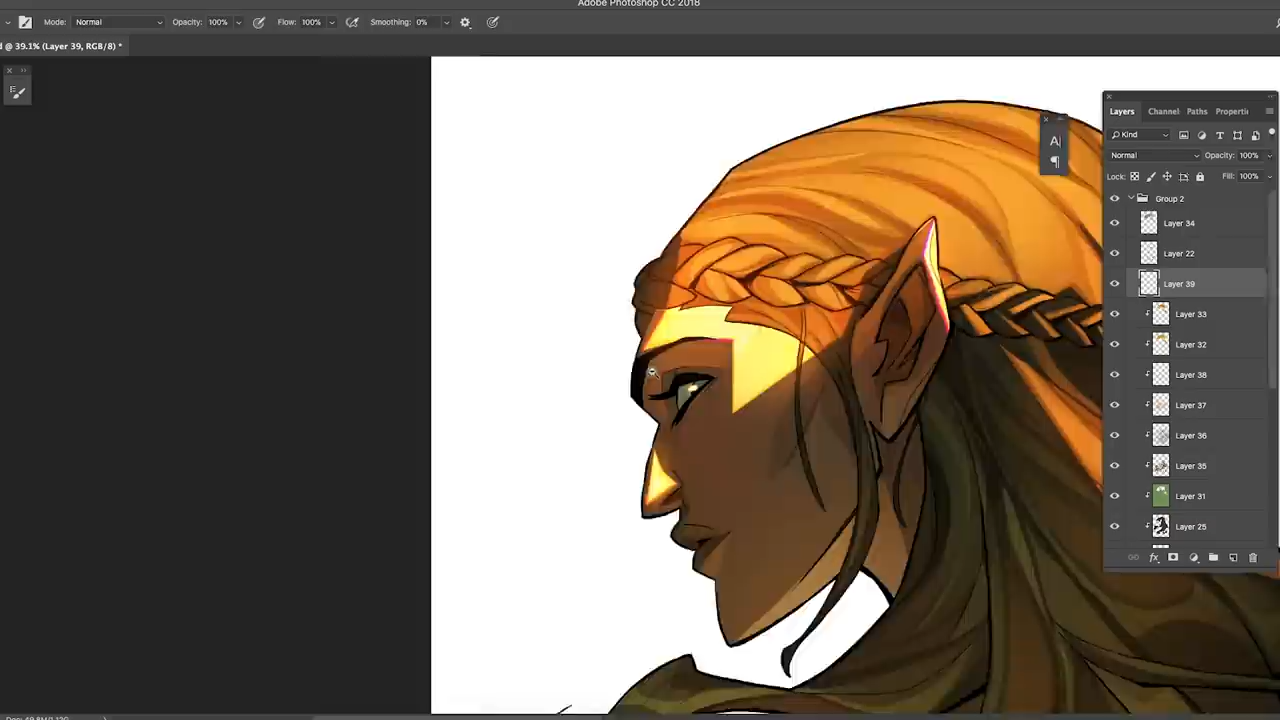 Adobe Photoshop CC 2018
Mode: Normal Opacity: 100% Flow: 100% Smoothing: 0%
d @ 39.1% (Layer 39, RGB/8) *
Layers Channel Paths Properti
Kind
Normal Opacity: 100%
Lock: Fill: 100%
Group 2
Layer 34
Layer 22
Layer 39
Layer 33
Layer 32
Layer 38
Layer 37
Layer 36
Layer 35
Layer 31
Layer 25